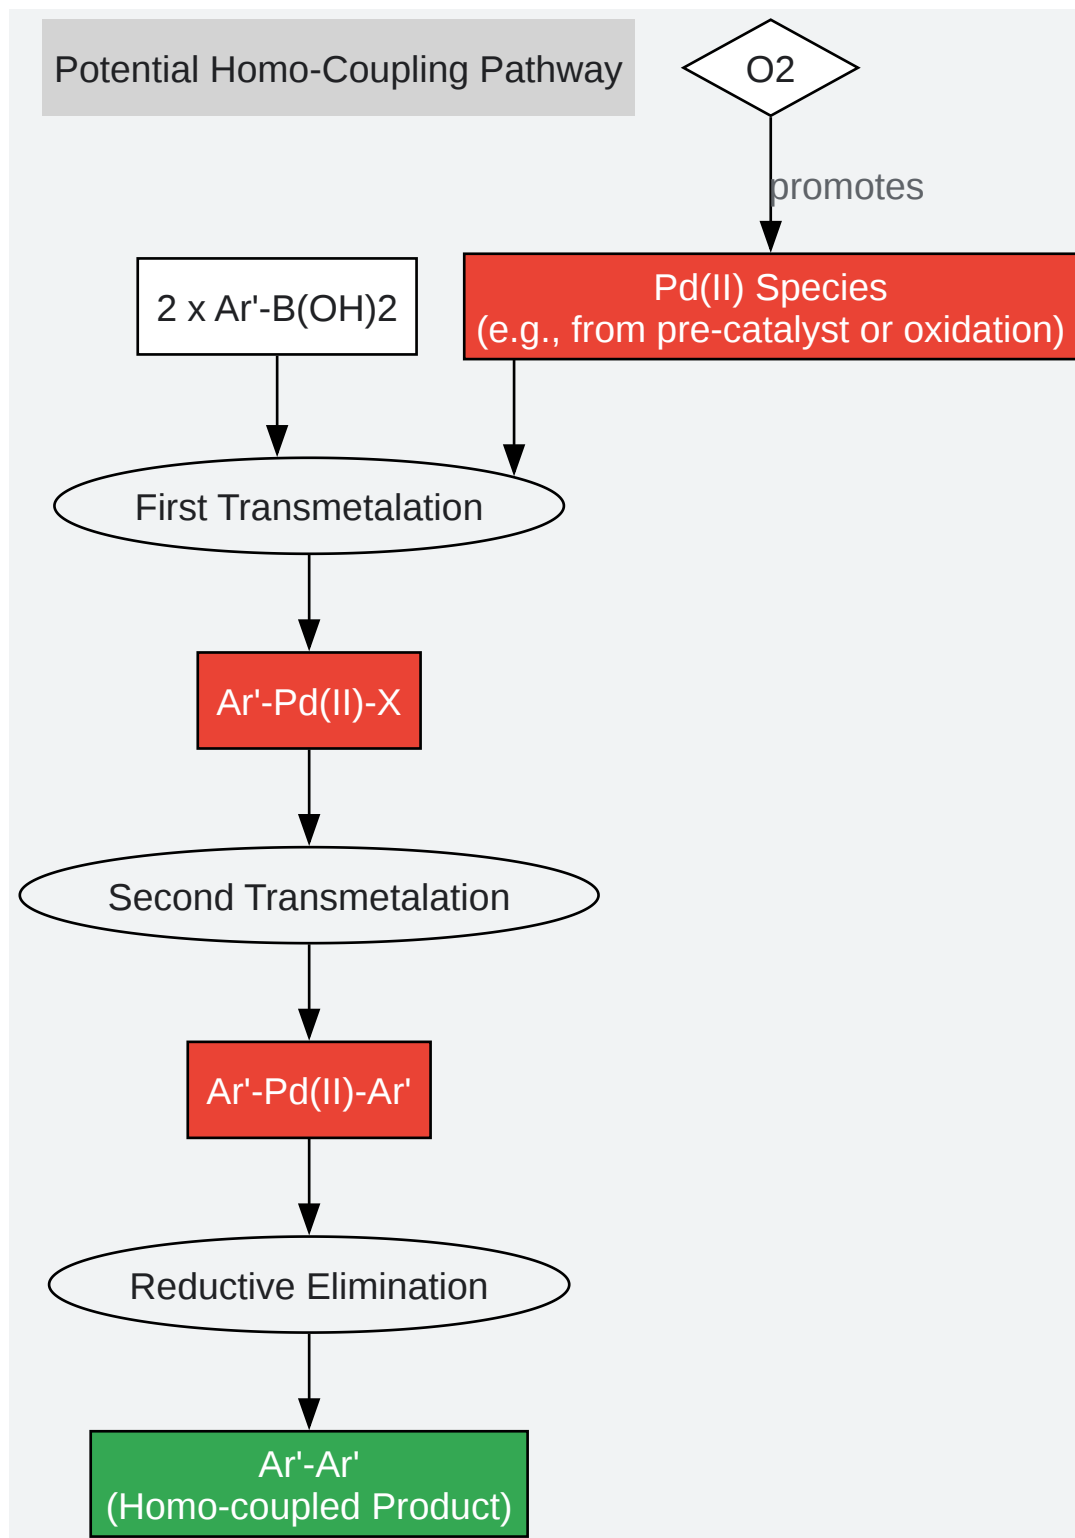 Potential Homo-Coupling Pathway
O2
promotes
2 x Ar'-B(OH)2
Pd(II) Species
(e.g., from pre-catalyst or oxidation)
First Transmetalation
Ar'-Pd(II)-X
Second Transmetalation
Ar'-Pd(II)-Ar'
Reductive Elimination
Ar'-Ar'
(Homo-coupled Product)